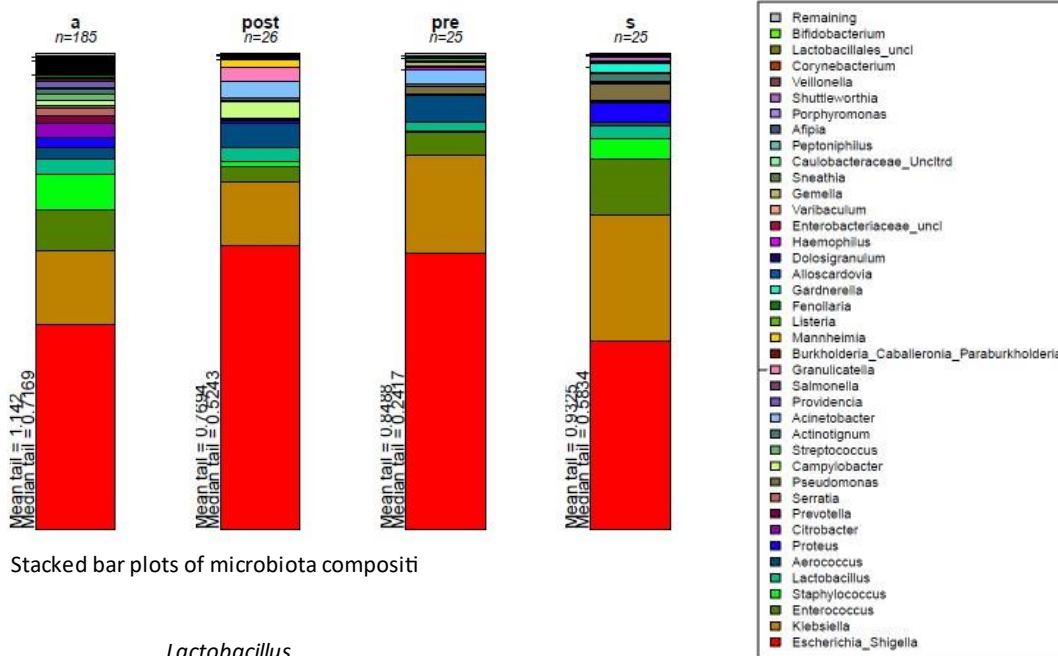 a
n=185
post
n=26
pre
n=25
s
n=25
Mean tail = 1.142
Median tail = 0.7169
Mean tail = 0.7694
Median tail = 0.5243
Mean tail = 0.8488
Median tail = 0.2417
Mean tail = 0.9325
Median tail = 0.5834
Stacked bar plots of microbiota compositi
Lactobacillus
Remaining
Bifidobacterium
Lactobacillales_uncl
Corynebacterium
Veillonella
Shuttleworthia
Porphyromonas
Afipia
Peptoniphilus
Caulobacteraceae_Uncltrd
Sneathia
Gemella
Varibaculum
Enterobacteriaceae_uncl
Haemophilus
Dolosigranulum
Alloscardovia
Gardnerella
Fenollaria
Listeria
Mannheimia
Burkholderia_Caballeronia_Paraburkholderia
Granulicatella
Salmonella
Providencia
Acinetobacter
Actinotignum
Streptococcus
Campylobacter
Pseudomonas
Serratia
Prevotella
Citrobacter
Proteus
Aerococcus
Lactobacillus
Staphylococcus
Enterococcus
Klebsiella
Escherichia_Shigella